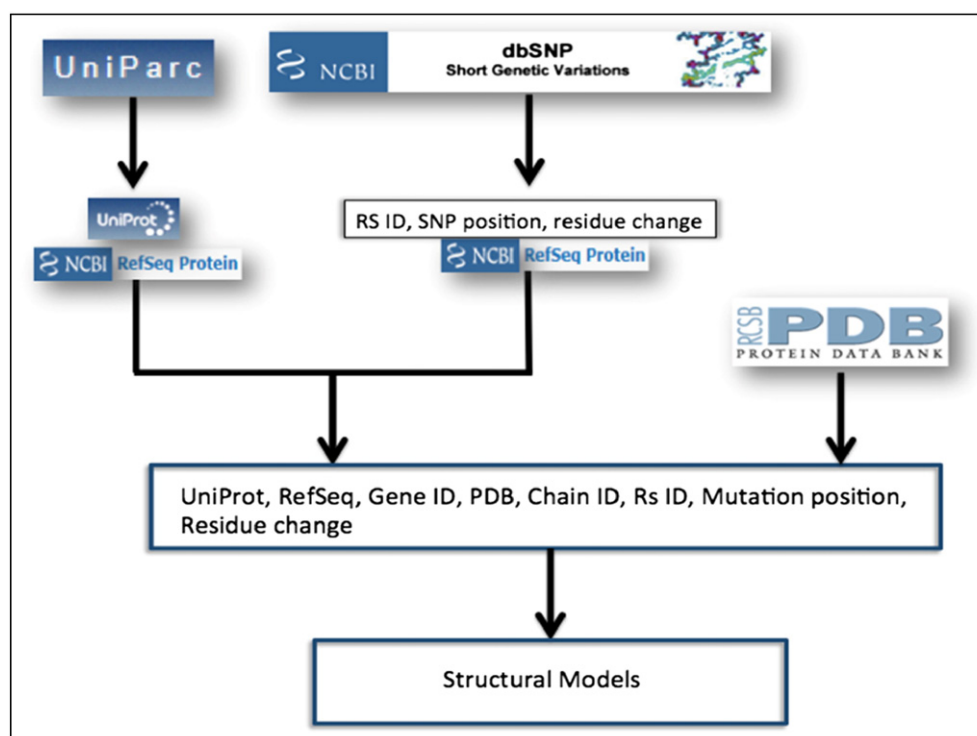 UniParc
NCBI
dbSNP
Short Genetic Variations
UniProt
NCBI RefSeq Protein
RS ID, SNP position, residue change
NCBI RefSeq Protein
RCSB
PDB
PROTEIN DATA BANK
UniProt, RefSeq, Gene ID, PDB, Chain ID, Rs ID, Mutation position,
Residue change
Structural Models